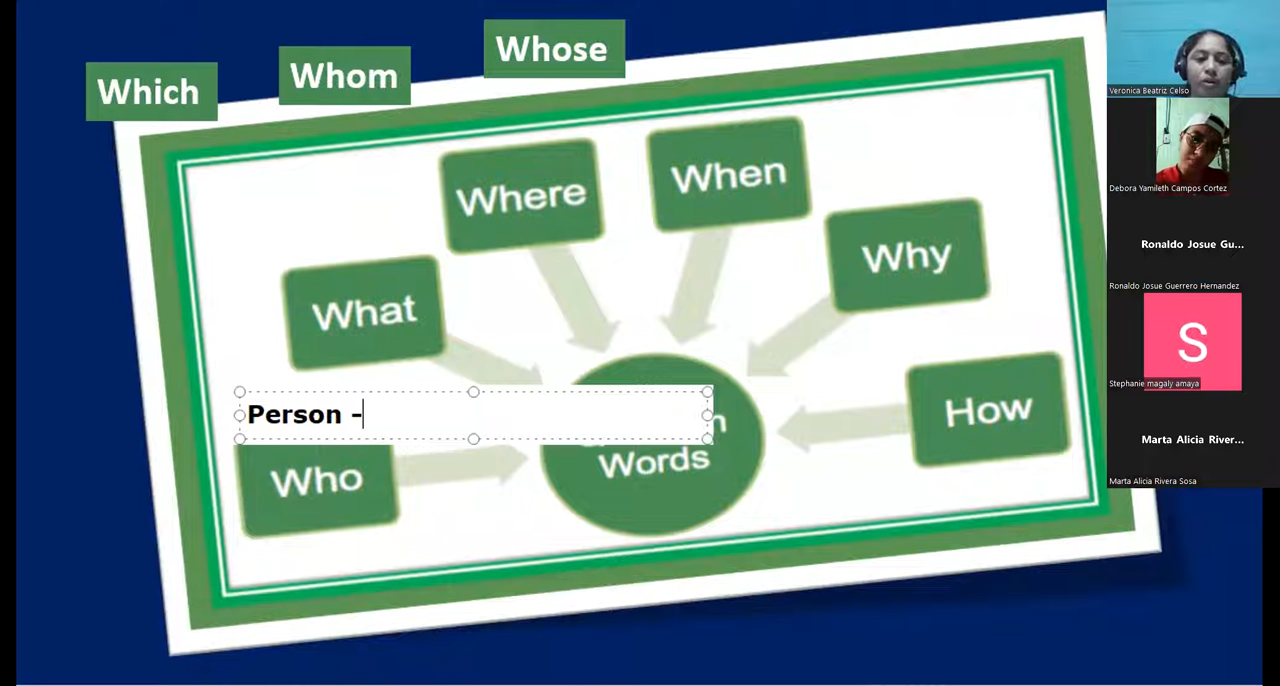 Which
Whom
Whose
Where
When
What
Why
Person -
How
Who
Words
Veronica Beatriz Celso
Debora Yamileth Campos Cortez
Ronaldo Josue Gu...
Ronaldo Josue Guerrero Hernandez
S
Stephanie magaly amaya
Marta Alicia River...
Marta Alicia Rivera Sosa